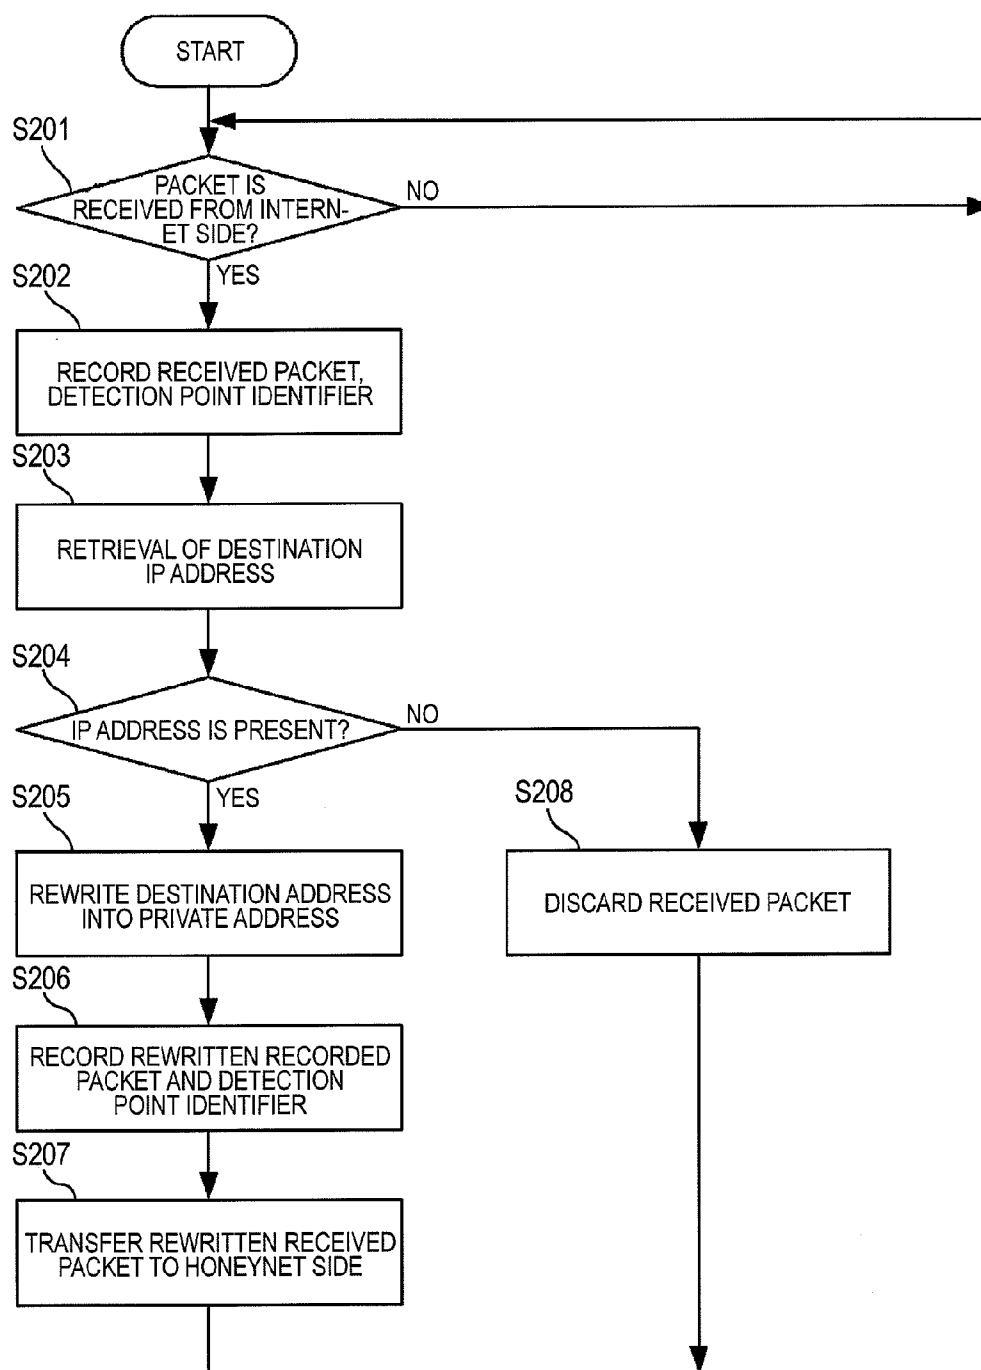 START
S201
PACKET IS
RECEIVED FROM INTERN-
ET SIDE?
NO
YES
S202
RECORD RECEIVED PACKET,
DETECTION POINT IDENTIFIER
S203
RETRIEVAL OF DESTINATION
IP ADDRESS
S204
IP ADDRESS IS PRESENT?
NO
YES
S205
REWRITE DESTINATION ADDRESS
INTO PRIVATE ADDRESS
S208
DISCARD RECEIVED PACKET
S206
RECORD REWRITTEN RECORDED
PACKET AND DETECTION
POINT IDENTIFIER
S207
TRANSFER REWRITTEN RECEIVED
PACKET TO HONEYNET SIDE